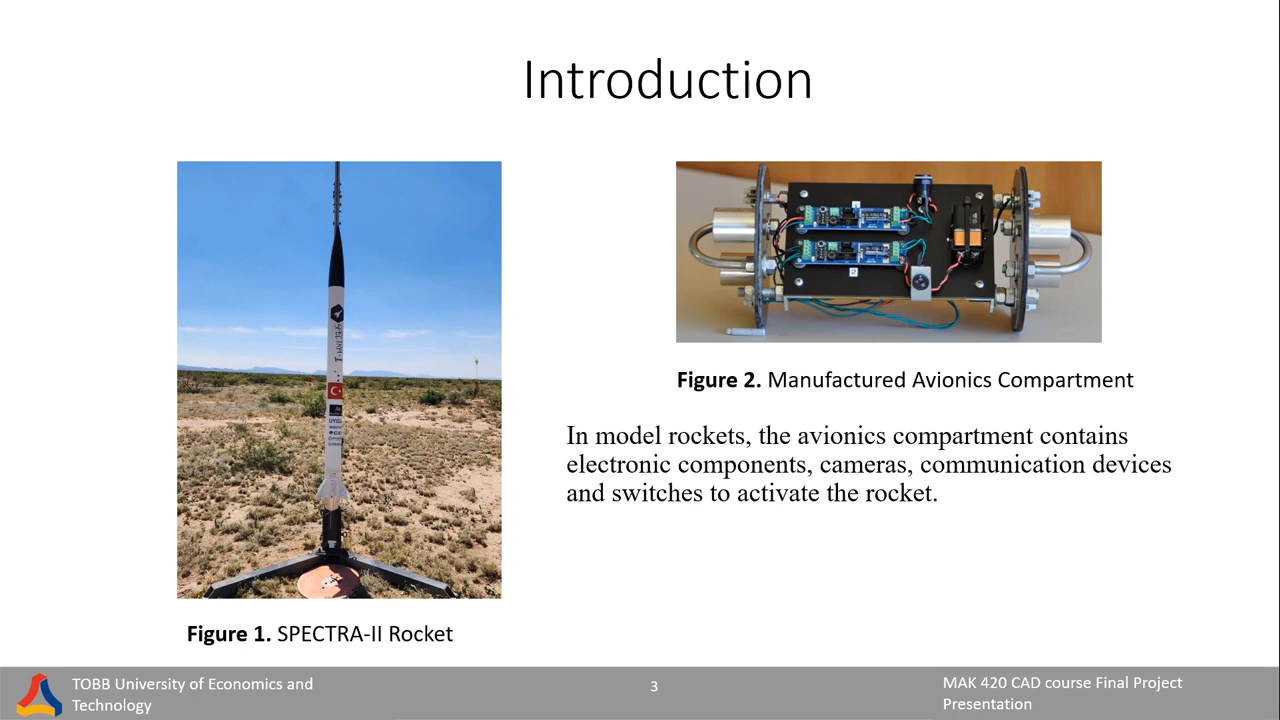 Introduction
Figure 2. Manufactured Avionics Compartment
In model rockets, the avionics compartment contains
electronic components, cameras, communication devices
and switches to activate the rocket.
Figure 1. SPECTRA-II Rocket
TOBB University of Economics and
Technology
3
MAK 420 CAD course Final Project
Presentation